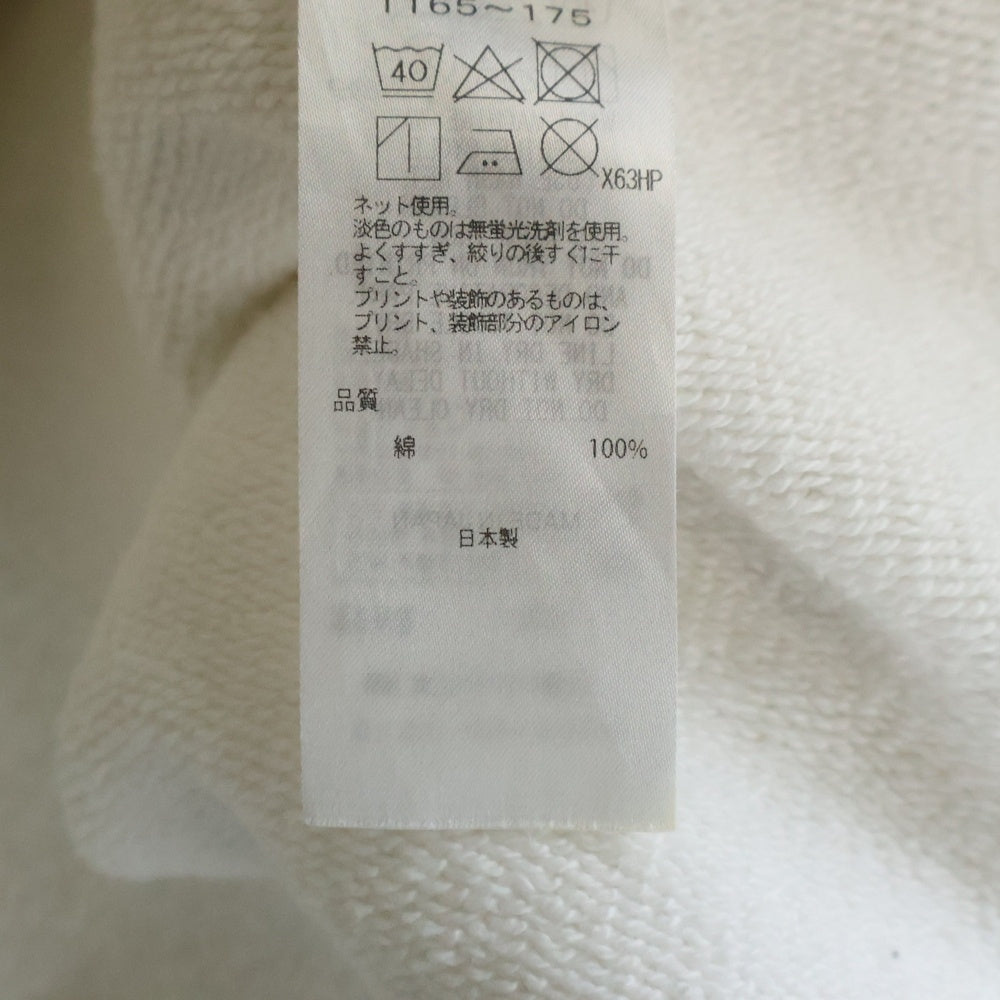 165～175
40
X63HP
ネット使用。
淡色のものは無蛍光洗剤を使用。
よくすすぎ、絞りの後すぐに干
すこと。
プリントや装飾のあるものは、
プリント、装飾部分のアイロン
禁止。
品質
綿 100%
日本製